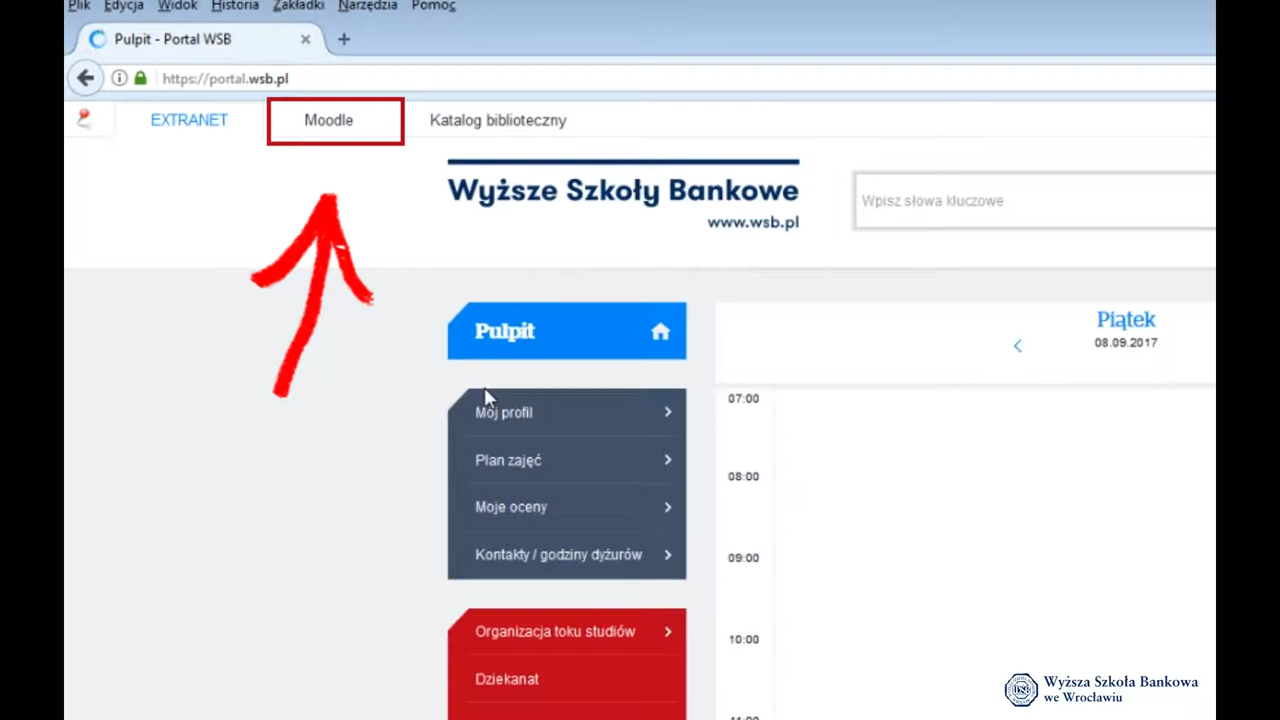 Plik Edycja Widok Historia Zakładki Narzędzia Pomoc
Pulpit - Portal WSB
https://portal.wsb.pl
EXTRANET Moodle Katalog biblioteczny
Wyższe Szkoły Bankowe
www.wsb.pl
Wpisz słowa kluczowe
Pulpit
Piątek
08.09.2017
Mój profil
Plan zajęć
Moje oceny
Kontakty / godziny dyżurów
Organizacja toku studiów
Dziekanat
07:00
08:00
09:00
10:00
11:00
Wyższa Szkoła Bankowa
we Wrocławiu